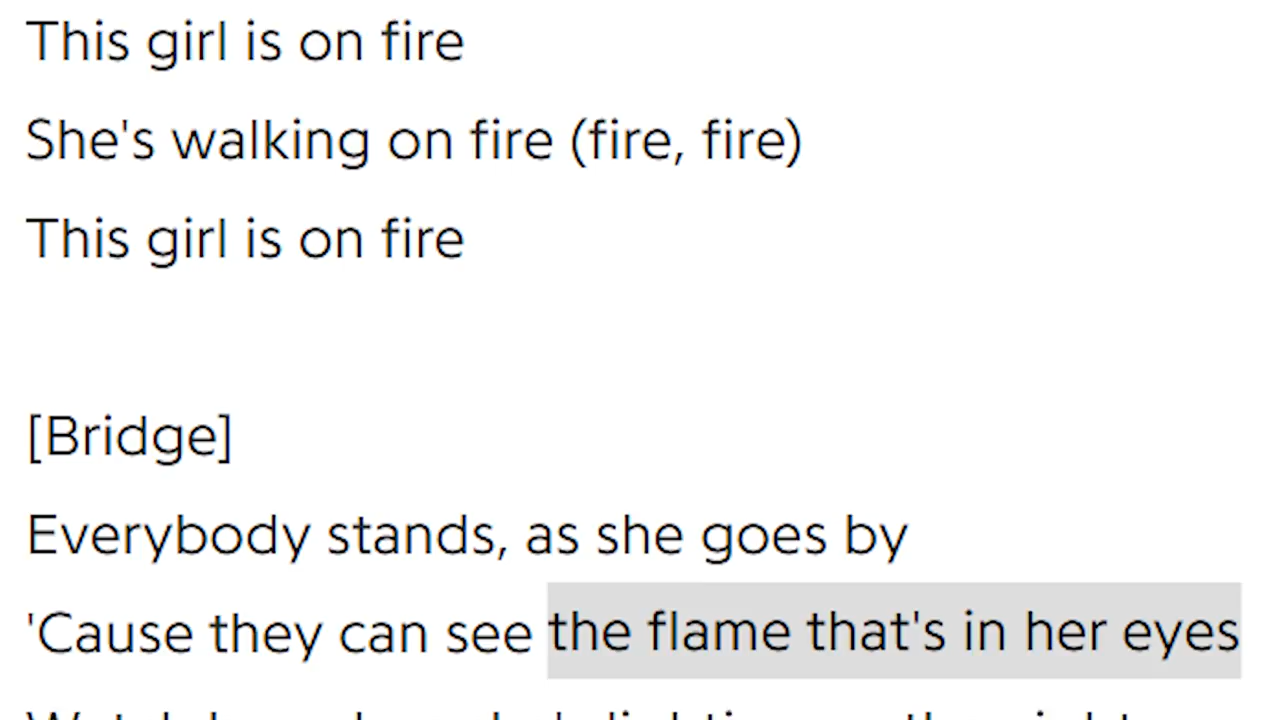 This girl is on fire
She's walking on fire (fire, fire)
This girl is on fire
[Bridge]
Everybody stands, as she goes by
'Cause they can see the flame that's in her eyes